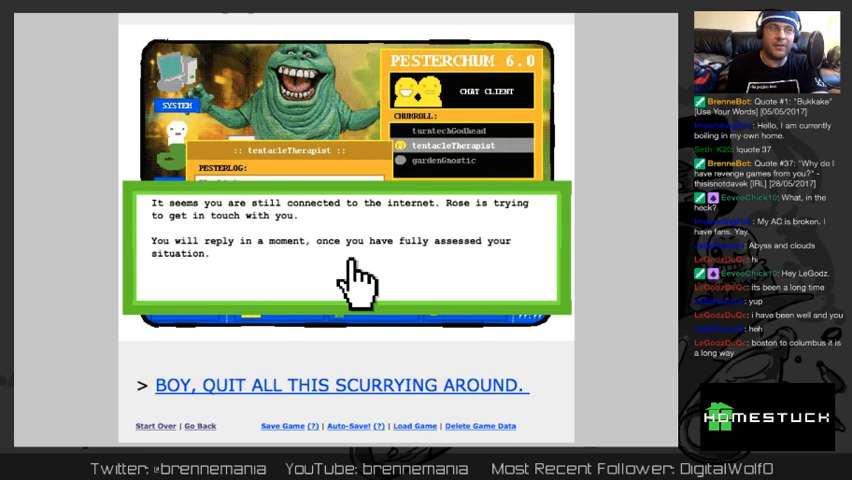 PESTERCHUM 6.0
CHAT CLIENT
CHUMROLL:
turntechGodhead
tentacleTherapist
gardenGnostic
SYSTEM
:: tentacleTherapist ::
PESTERLOG:
It seems you are still connected to the internet. Rose is trying
to get in touch with you.
You will reply in a moment, once you have fully assessed your
situation.
> BOY, QUIT ALL THIS SCURRYING AROUND.
Start Over | Go Back
Save Game (?) | Auto-Save! (?) | Load Game | Delete Game Data
BrenneBot: Quote #1: "Bukkake"
[Use Your Words] [05/05/2017]
Hello, I am currently
boiling in my own home.
Seth_K20: !quote 37
BrenneBot: Quote #37: "Why do I
have revenge games from you?" -
thisisnotdavek [IRL] [28/05/2017]
EeveeChick10: What, in the
heck?
My AC is broken. I
have fans. Yay.
Abyss and clouds
LeGodzDuQc: hi
EeveeChick10: Hey LeGodz.
LeGodzDuQc: its been a long time
yup
LeGodzDuQc: i have been well and you
heh
LeGodzDuQc: boston to columbus it is
a long way
HOMESTUCK
Twitter: @brennemania YouTube: brennemania Most Recent Follower: DigitalWolf0